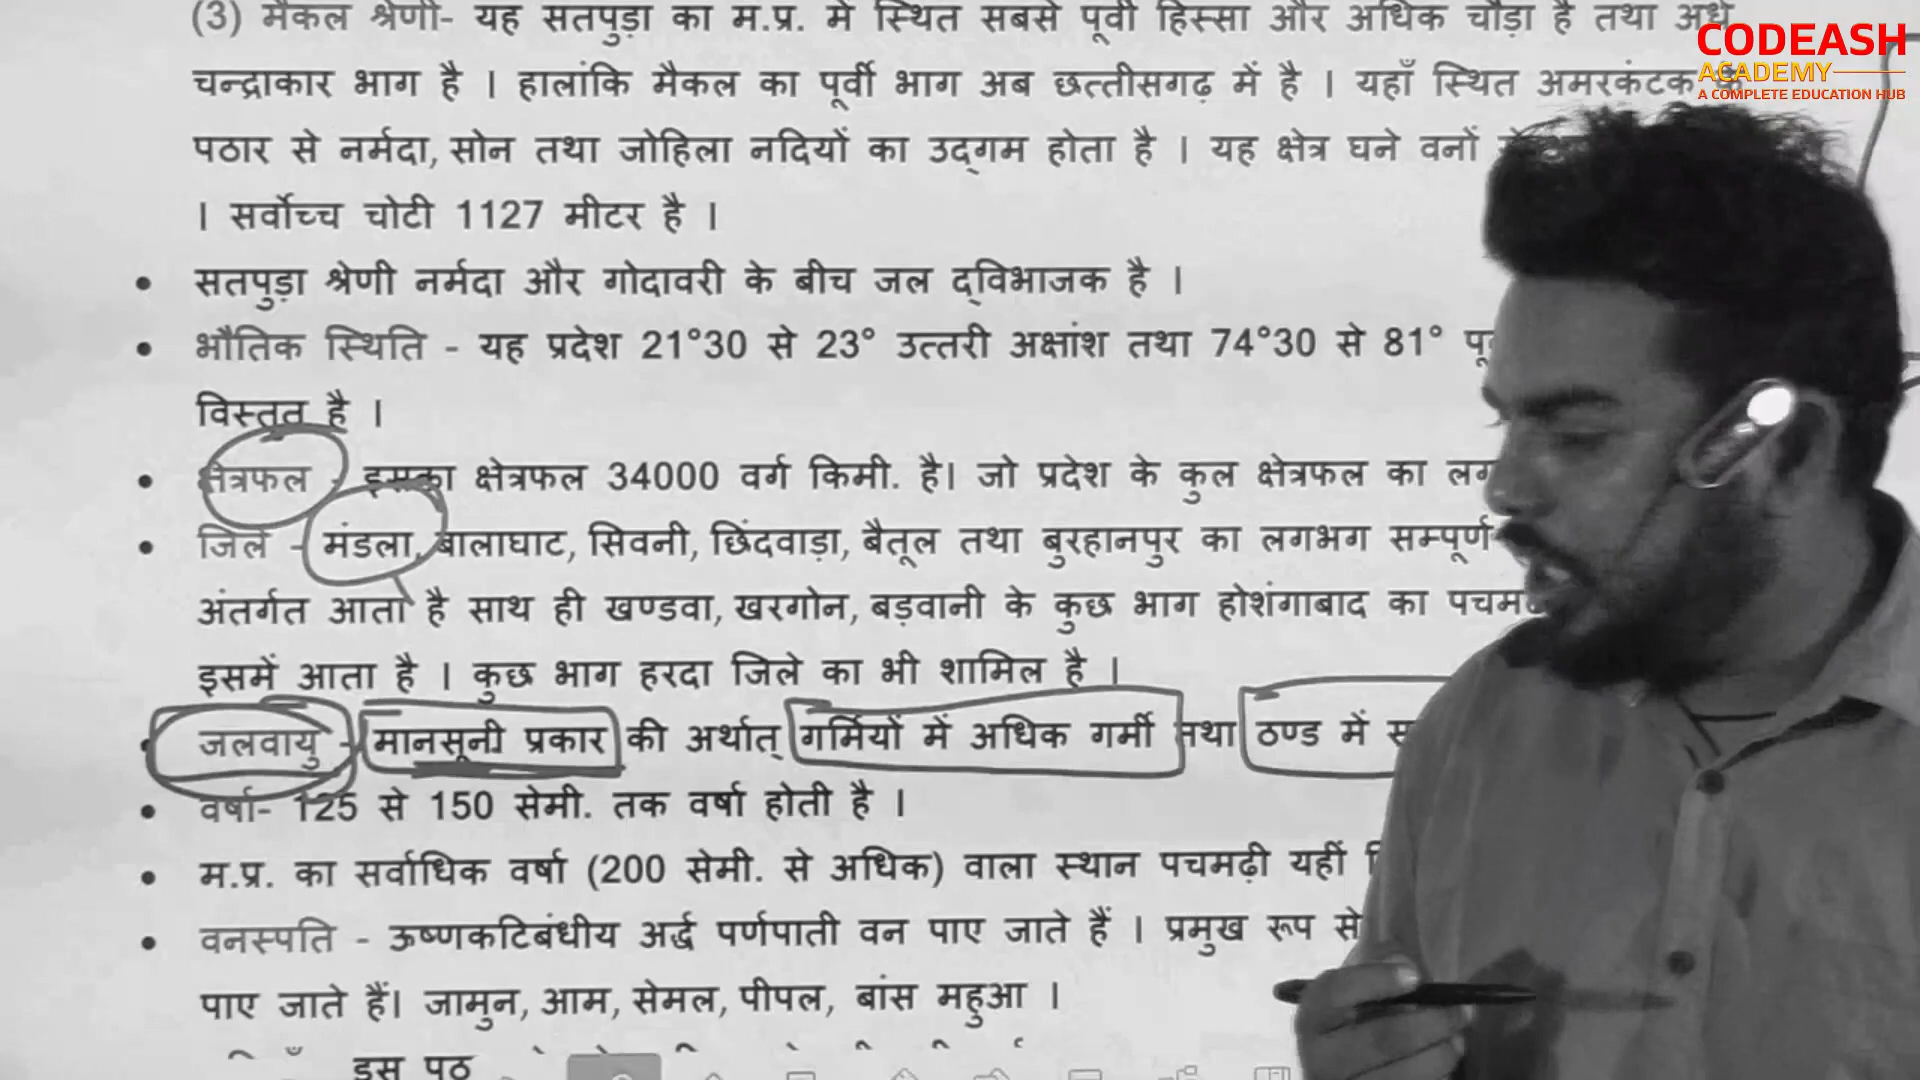 (3) मैकल श्रेणी- यह सतपुड़ा का म.प्र. में स्थित सबसे पूर्वी हिस्सा और अधिक चौड़ा है तथा अर्ध
CODEASH
ACADEMY
A COMPLETE EDUCATION HUB
चन्द्राकार भाग है । हालांकि मैकल का पूर्वी भाग अब छत्तीसगढ़ में है । यहाँ स्थित अमरकंटक के
पठार से नर्मदा, सोन तथा जोहिला नदियों का उद्गम होता है । यह क्षेत्र घने वनों
। सर्वोच्च चोटी 1127 मीटर है ।
• सतपुड़ा श्रेणी नर्मदा और गोदावरी के बीच जल द्विभाजक है ।
• भौतिक स्थिति - यह प्रदेश 21°30 से 23° उत्तरी अक्षांश तथा 74°30 से 81°
विस्तृत है ।
• क्षेत्रफल - इसका क्षेत्रफल 34000 वर्ग किमी. है। जो प्रदेश के कुल क्षेत्रफल का
• जिले - मंडला, बालाघाट, सिवनी, छिंदवाड़ा, बैतूल तथा बुरहानपुर का लगभग सम्पूर्ण
अंतर्गत आता है साथ ही खण्डवा, खरगोन, बड़वानी के कुछ भाग होशंगाबाद का
इसमें आता है । कुछ भाग हरदा जिले का भी शामिल है ।
• जलवायु - मानसूनी प्रकार की अर्थात् गर्मियों में अधिक गर्मी तथा ठण्ड में
• वर्षा- 125 से 150 सेमी. तक वर्षा होती है ।
• म.प्र. का सर्वाधिक वर्षा (200 सेमी. से अधिक) वाला स्थान पचमढ़ी यहीं
• वनस्पति - ऊष्णकटिबंधीय अर्द्ध पर्णपाती वन पाए जाते हैं । प्रमुख रूप से
पाए जाते हैं। जामुन, आम, सेमल, पीपल, बांस महुआ ।
इस पठ